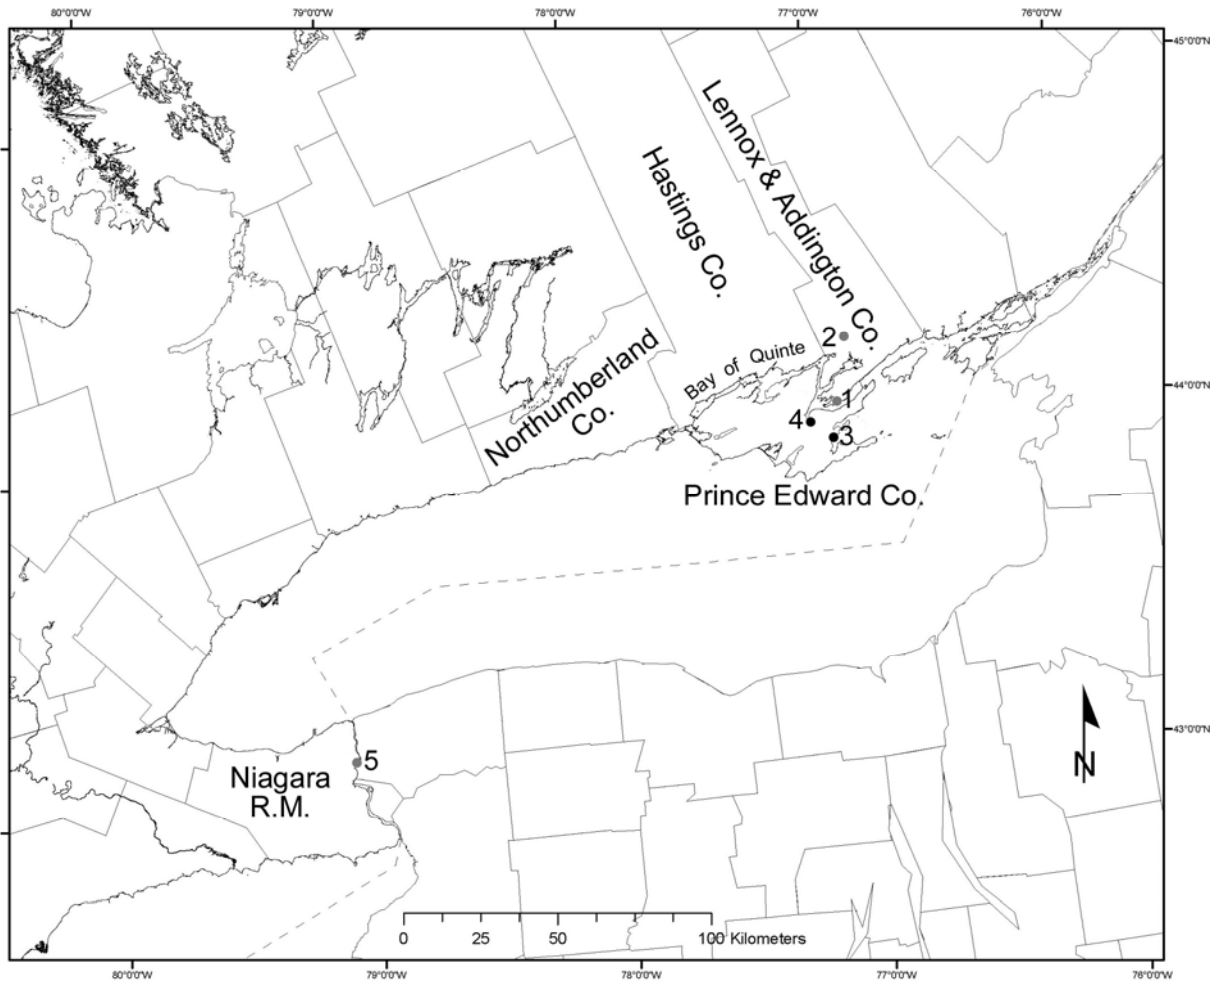 80°0'0"W 79°0'0"W 78°0'0"W 77°0'0"W 76°0'0"W
45°0'0"N
Lennox & Addington Co.
Hastings Co.
2
Bay of Quinte
Northumberland
Co.
44°0'0"N
1
4
3
Prince Edward Co.
43°0'0"N
5
Niagara
R.M.
N
0 25 50 100 Kilometers
80°0'0"W 79°0'0"W 78°0'0"W 77°0'0"W 76°0'0"W